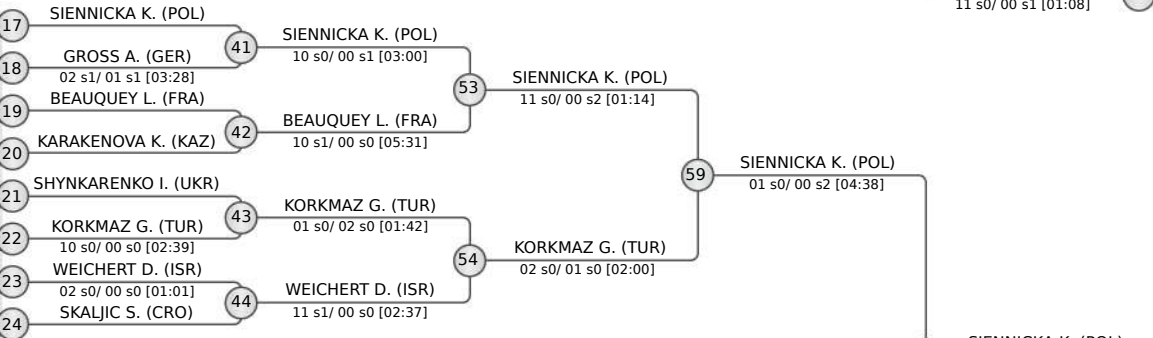 11 s0/ 00 s1 [01:08]
17
SIENNICKA K. (POL)
41
SIENNICKA K. (POL)
10 s0/ 00 s1 [03:00]
18
GROSS A. (GER)
02 s1/ 01 s1 [03:28]
53
SIENNICKA K. (POL)
11 s0/ 00 s2 [01:14]
19
BEAUQUEY L. (FRA)
42
BEAUQUEY L. (FRA)
10 s1/ 00 s0 [05:31]
20
KARAKENOVA K. (KAZ)
59
SIENNICKA K. (POL)
01 s0/ 00 s2 [04:38]
21
SHYNKARENKO I. (UKR)
43
KORKMAZ G. (TUR)
01 s0/ 02 s0 [01:42]
22
KORKMAZ G. (TUR)
10 s0/ 00 s0 [02:39]
54
KORKMAZ G. (TUR)
02 s0/ 01 s0 [02:00]
23
WEICHERT D. (ISR)
02 s0/ 00 s0 [01:01]
44
WEICHERT D. (ISR)
11 s1/ 00 s0 [02:37]
24
SKALJIC S. (CRO)
SIENNICKA K. (POL)